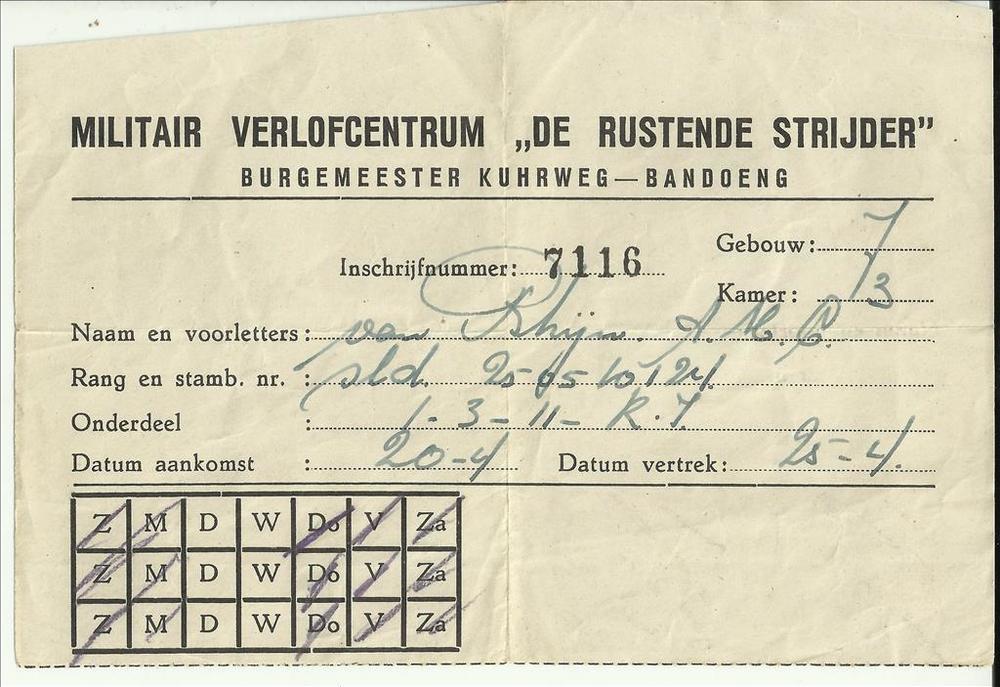 MILITAIR VERLOFCENTRUM „DE RUSTENDE STRIJDER”
BURGEMEESTER KUHRWEG—BANDOENG
Gebouw: 7
Inschrijfnummer: 7116
Kamer: 13
Naam en voorletters: van Rhijn. A. M. C.
Rang en stamb. nr. : sld. 25 05 10 124
Onderdeel : 1-3-11-R.I.
Datum aankomst : 20-4 Datum vertrek: 25-4.
Z M D W Do V Za
Z M D W Do V Za
Z M D W Do V Za